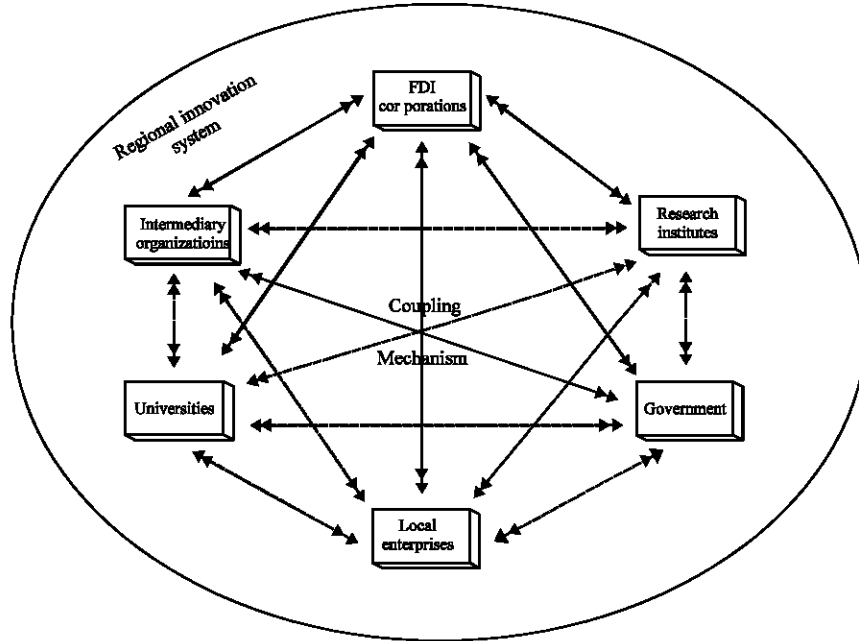 FDI
cor porations
Regional innovation
system
Intermediary
organizatioins
Research
institutes
Coupling
Mechanism
Universities
Government
Local
enterprises